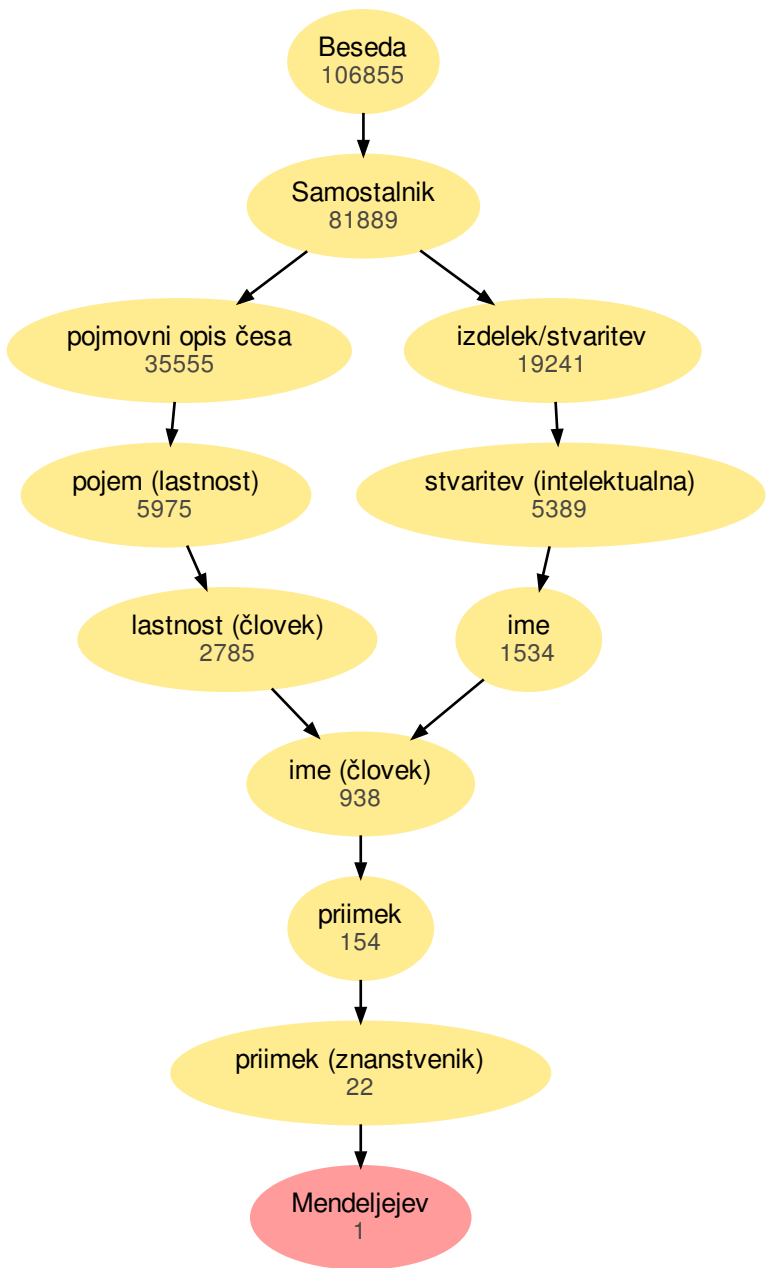 Beseda
106855
Samostalnik
81889
pojmovni opis česa
35555
izdelek/stvaritev
19241
pojem (lastnost)
5975
stvaritev (intelektualna)
5389
lastnost (človek)
2785
ime
1534
ime (človek)
938
priimek
154
priimek (znanstvenik)
22
Mendeljejev
1